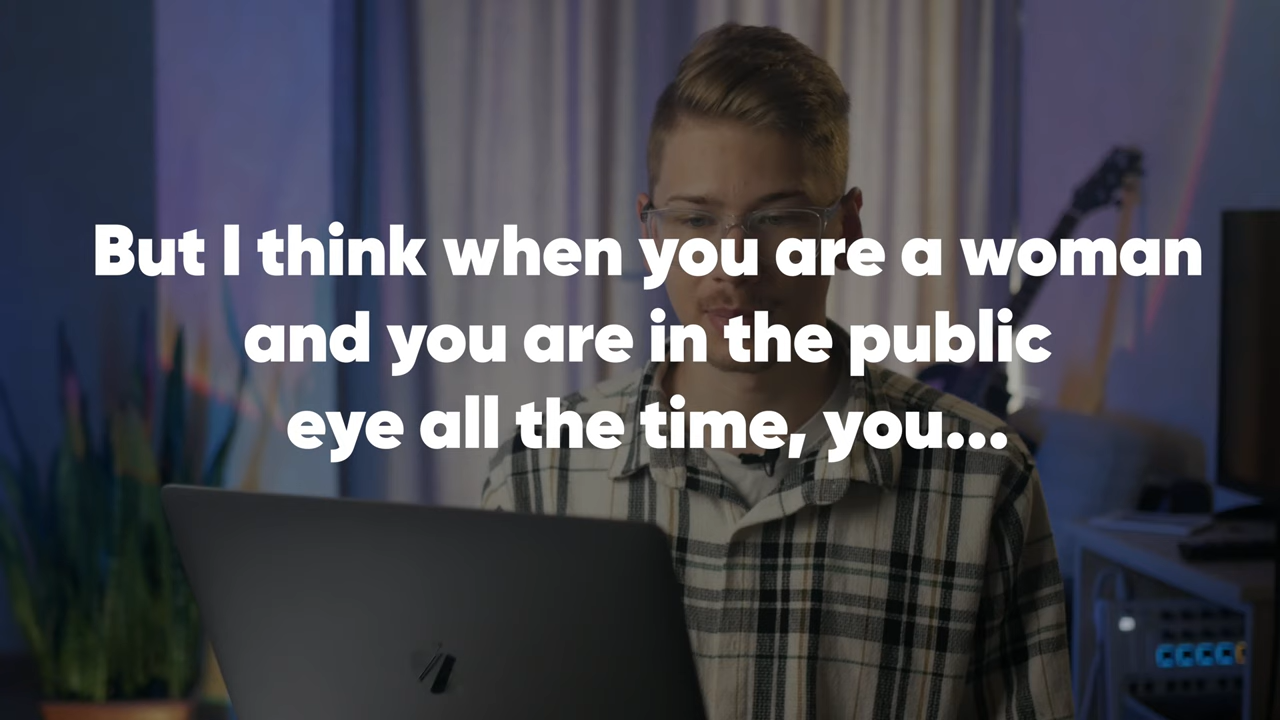 But I think when you are a woman
and you are in the public
eye all the time, you...